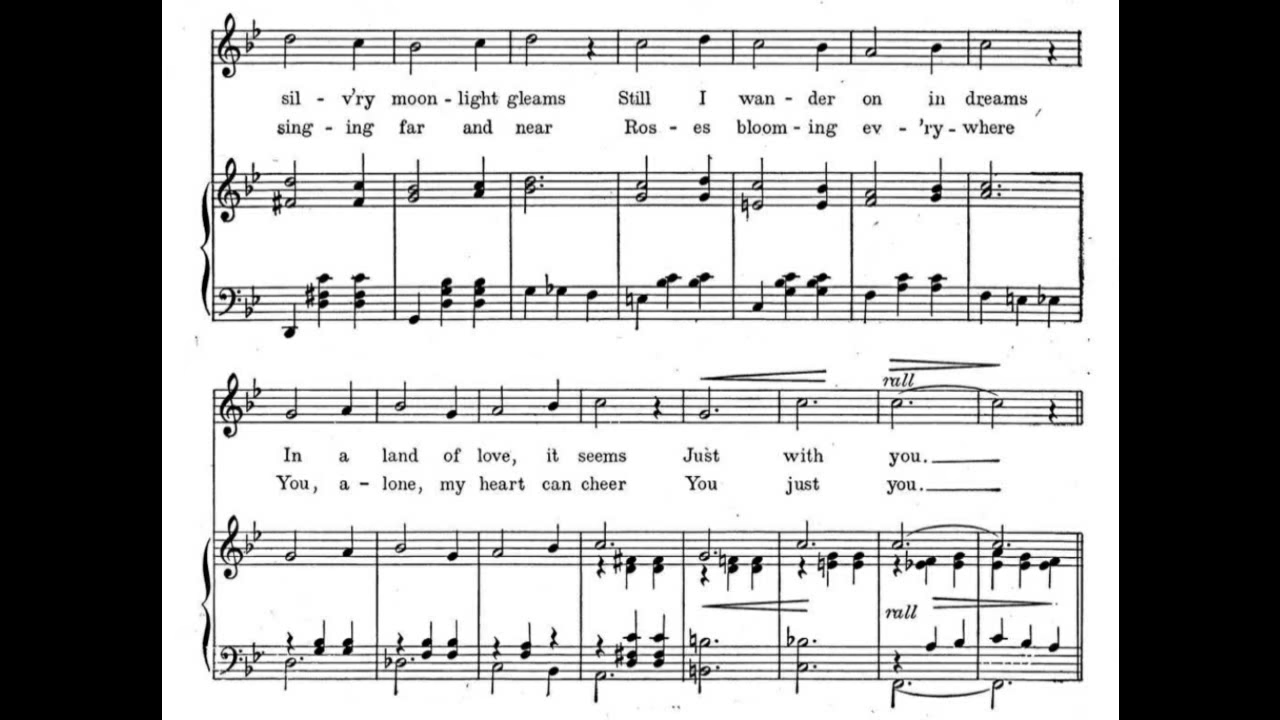 sil - v'ry moon - light gleams Still I wan - der on in dreams
sing - ing far and near Ros - es bloom - ing ev - 'ry - where
rall
In a land of love, it seems Just with you.
You, a - lone, my heart can cheer You just you.
rall